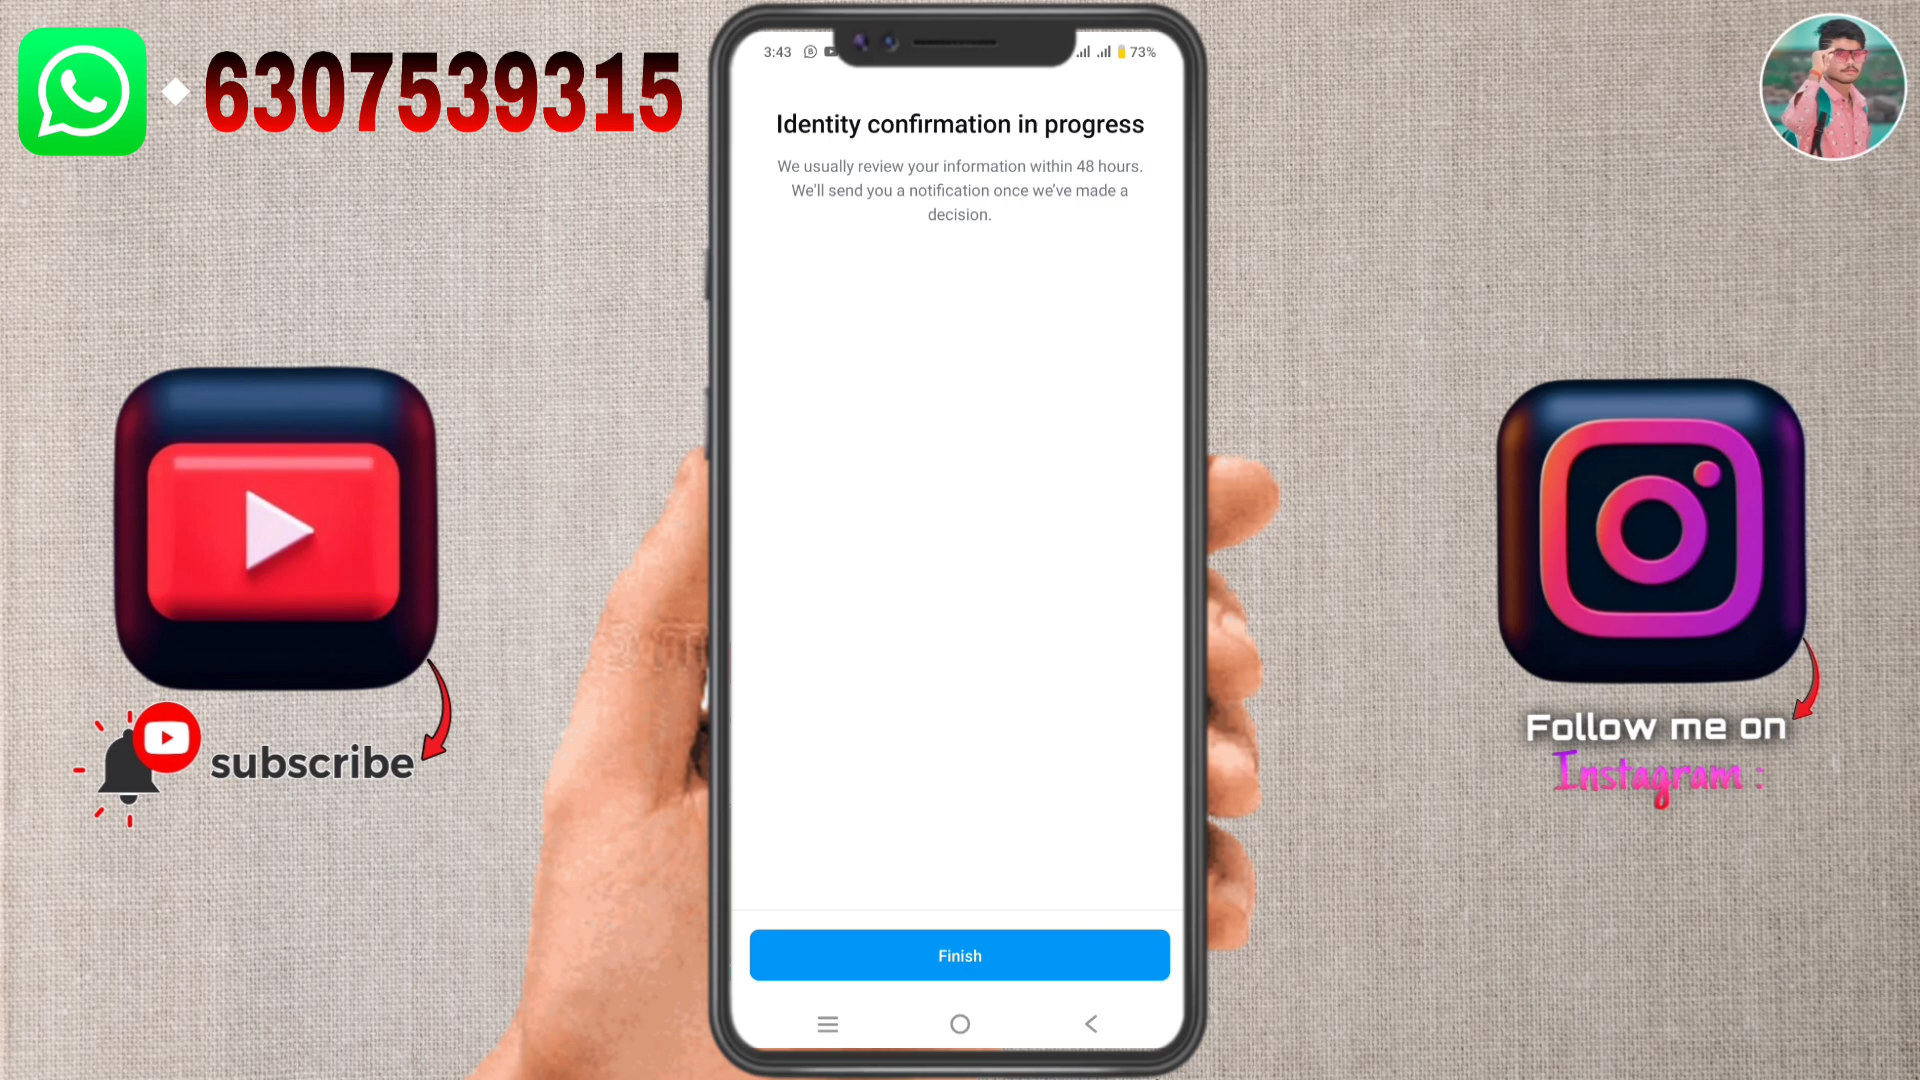 6307539315
3:43
73%
Identity confirmation in progress
We usually review your information within 48 hours.
We'll send you a notification once we've made a
decision.
subscribe
Follow me on
Instagram :
Finish